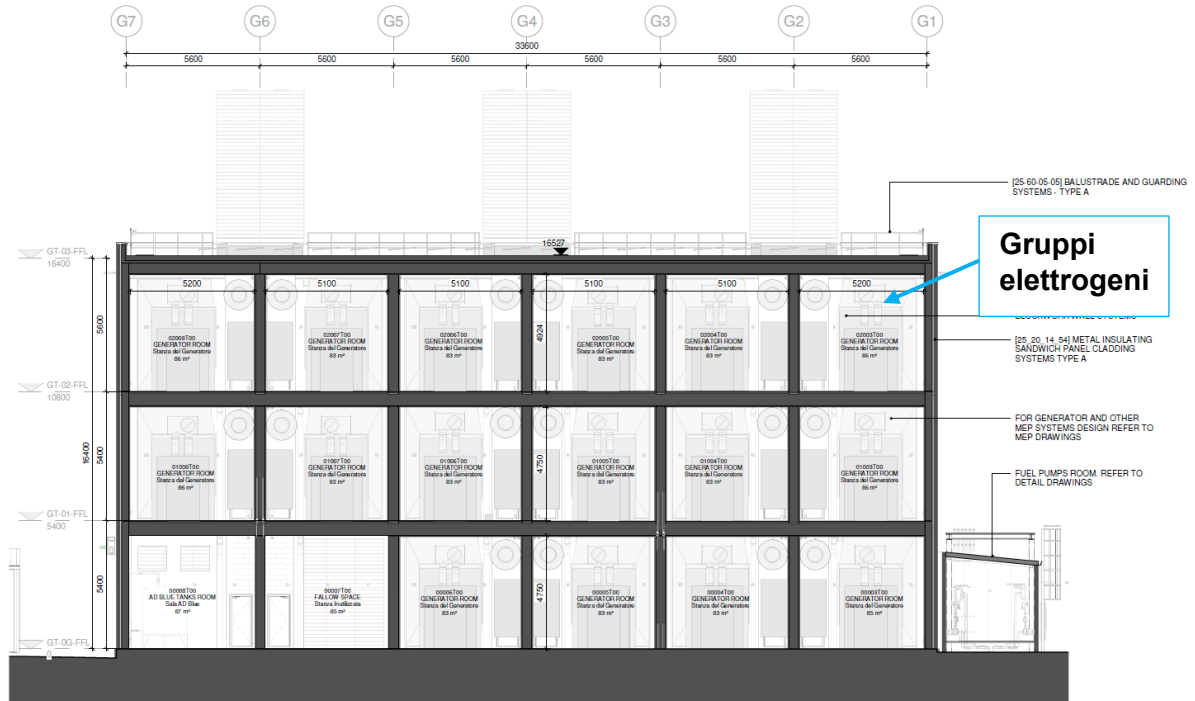 G7 G6 G5 G4 G3 G2 G1
33600
5600 5600 5600 5600 5600 5600
[25-60-05-05] BALUSTRADE AND GUARDING
SYSTEMS - TYPE A
Gruppi
elettrogeni
[25_20_14_54] METAL INSULATING
SANDWICH PANEL CLADDING
SYSTEMS TYPE A
FOR GENERATOR AND OTHER
MEP SYSTEMS DESIGN REFER TO
MEP DRAWINGS
FUEL PUMPS ROOM. REFER TO
DETAIL DRAWINGS
GT-03-FFL
16400
16527
5200 5100 5100 5100 5100 5200
5600
4924
02008T00
GENERATOR ROOM
Stanza del Generatore
86 m²
02007T00
GENERATOR ROOM
Stanza del Generatore
83 m²
02006T00
GENERATOR ROOM
Stanza del Generatore
83 m²
02005T00
GENERATOR ROOM
Stanza del Generatore
83 m²
02004T00
GENERATOR ROOM
Stanza del Generatore
83 m²
02003T00
GENERATOR ROOM
Stanza del Generatore
86 m²
GT-02-FFL
10800
16400
5400
4750
01008T00
GENERATOR ROOM
Stanza del Generatore
86 m²
01007T00
GENERATOR ROOM
Stanza del Generatore
83 m²
01006T00
GENERATOR ROOM
Stanza del Generatore
83 m²
01005T00
GENERATOR ROOM
Stanza del Generatore
83 m²
01004T00
GENERATOR ROOM
Stanza del Generatore
83 m²
01003T00
GENERATOR ROOM
Stanza del Generatore
86 m²
GT-01-FFL
5400
5400
4750
00008T00
AD BLUE TANKS ROOM
Sala AD Blue
87 m²
00007T00
FALLOW SPACE
Stanza Inutilizzata
85 m²
00006T00
GENERATOR ROOM
Stanza del Generatore
83 m²
00005T00
GENERATOR ROOM
Stanza del Generatore
83 m²
00004T00
GENERATOR ROOM
Stanza del Generatore
83 m²
00003T00
GENERATOR ROOM
Stanza del Generatore
85 m²
GT-0G-FFL
0